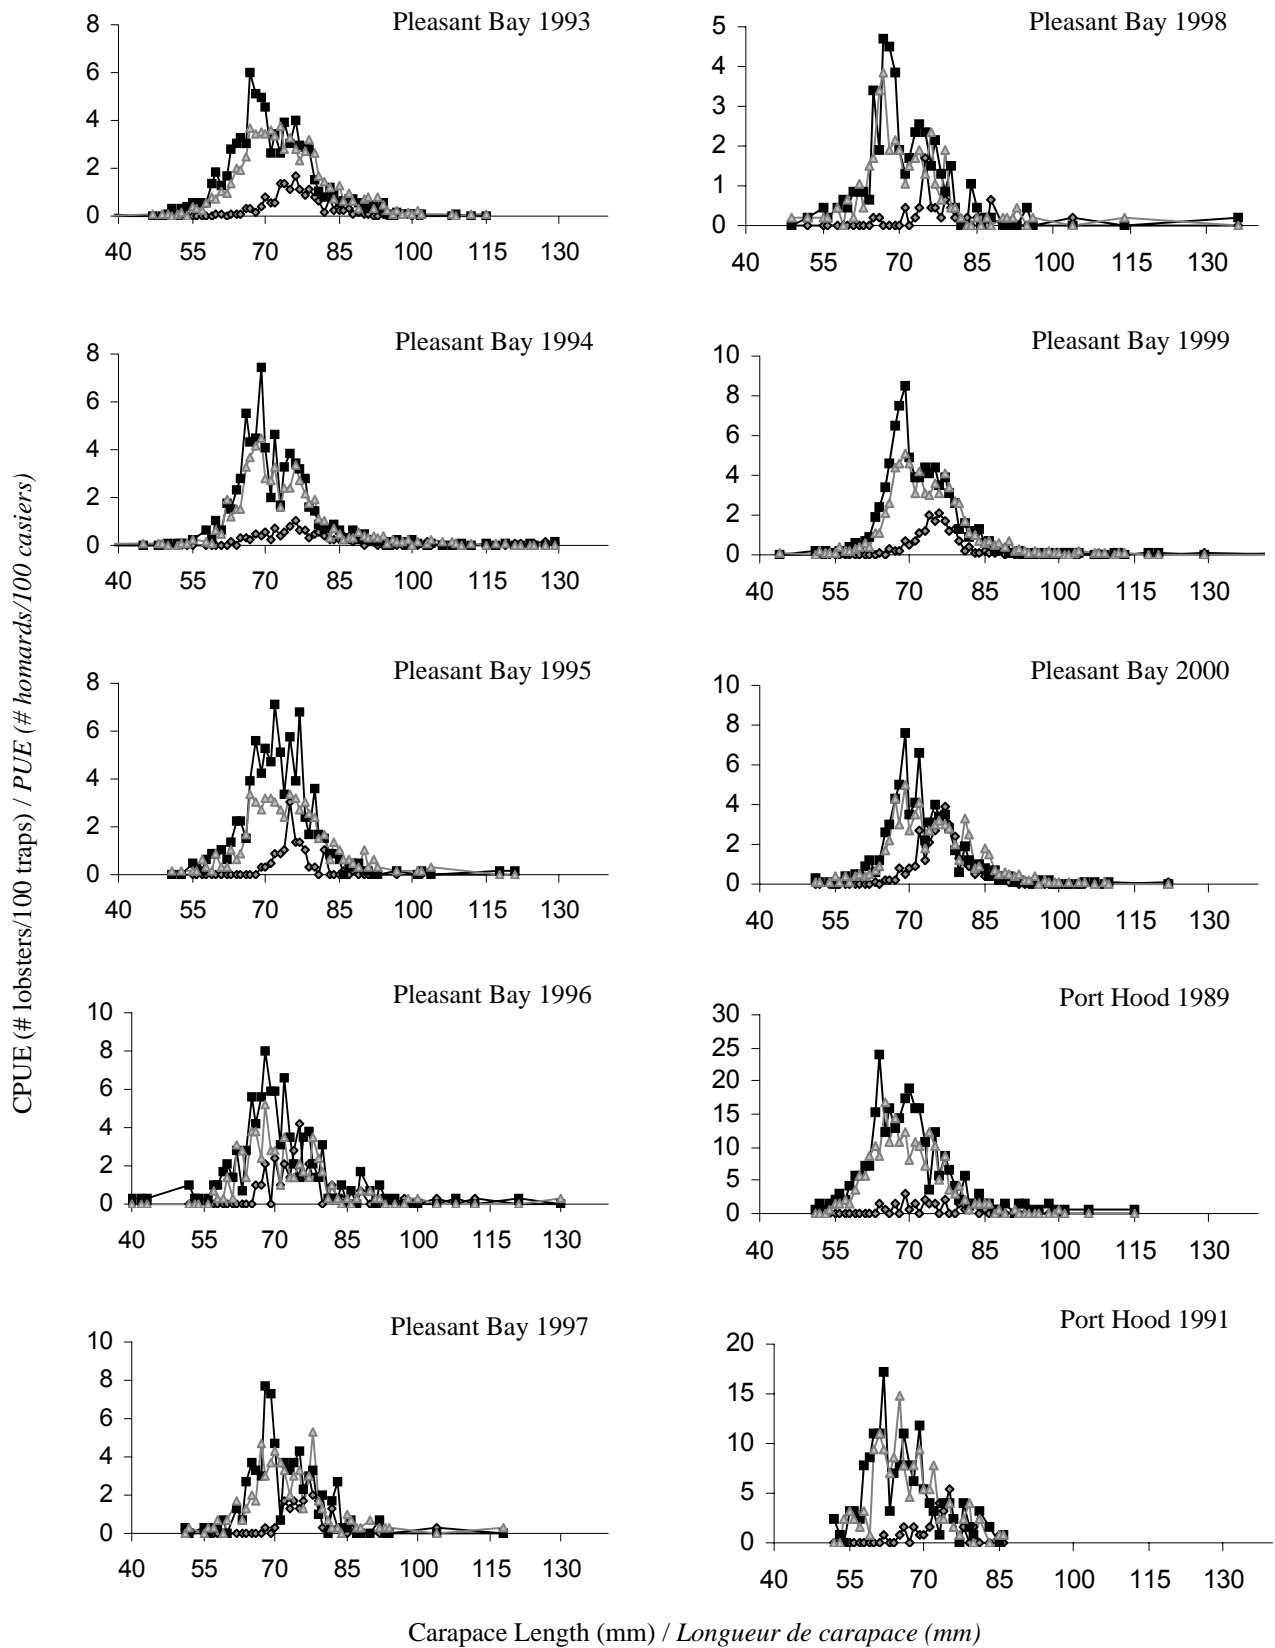 CPUE (# lobsters/100 traps) / PUE (# homards/100 casiers)
Pleasant Bay 1993
8
6
4
2
0
40 55 70 85 100 115 130
Pleasant Bay 1994
8
6
4
2
0
40 55 70 85 100 115 130
Pleasant Bay 1995
8
6
4
2
0
40 55 70 85 100 115 130
Pleasant Bay 1996
10
8
6
4
2
0
40 55 70 85 100 115 130
Pleasant Bay 1997
10
8
6
4
2
0
40 55 70 85 100 115 130
Pleasant Bay 1998
5
4
3
2
1
0
40 55 70 85 100 115 130
Pleasant Bay 1999
10
8
6
4
2
0
40 55 70 85 100 115 130
Pleasant Bay 2000
10
8
6
4
2
0
40 55 70 85 100 115 130
Port Hood 1989
30
25
20
15
10
5
0
40 55 70 85 100 115 130
Port Hood 1991
20
15
10
5
0
40 55 70 85 100 115 130
Carapace Length (mm) / Longueur de carapace (mm)